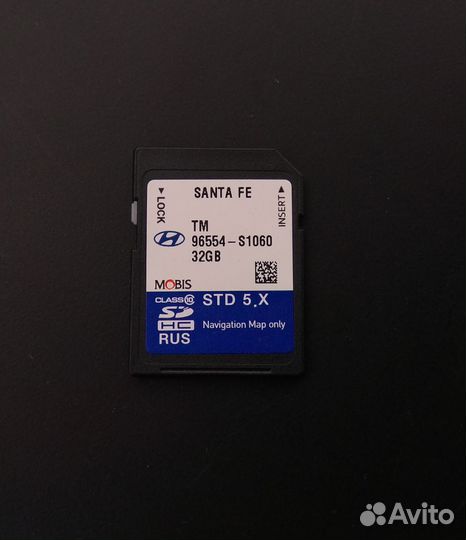 SANTA FE
LOCK
INSERT
TM
96554-S1060
32GB
MOBIS
CLASS 10
STD 5.X
SD
HC
Navigation Map only
RUS
Avito